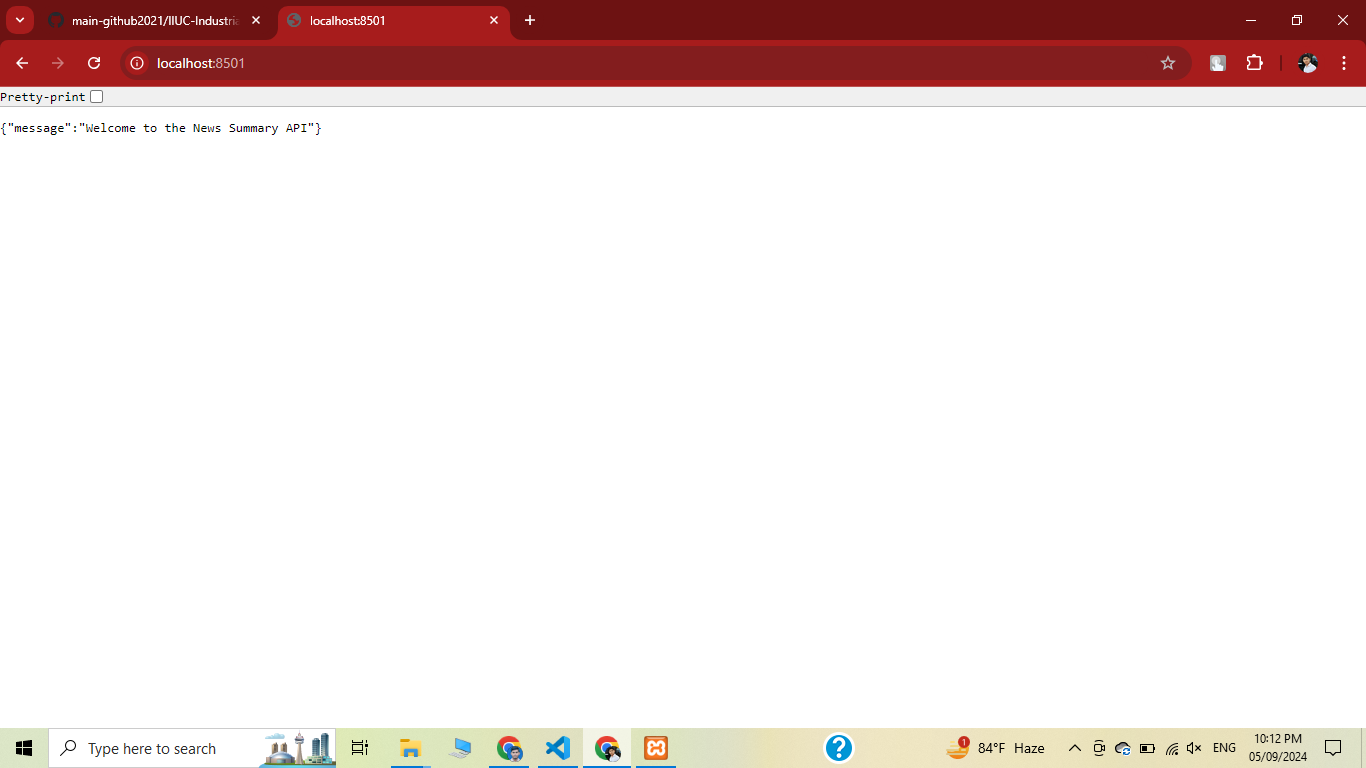 main-github2021/IIUC-Industria
localhost:8501
localhost:8501
Pretty-print
{"message":"Welcome to the News Summary API"}
Type here to search
1
84°F Haze
ENG
10:12 PM
05/09/2024